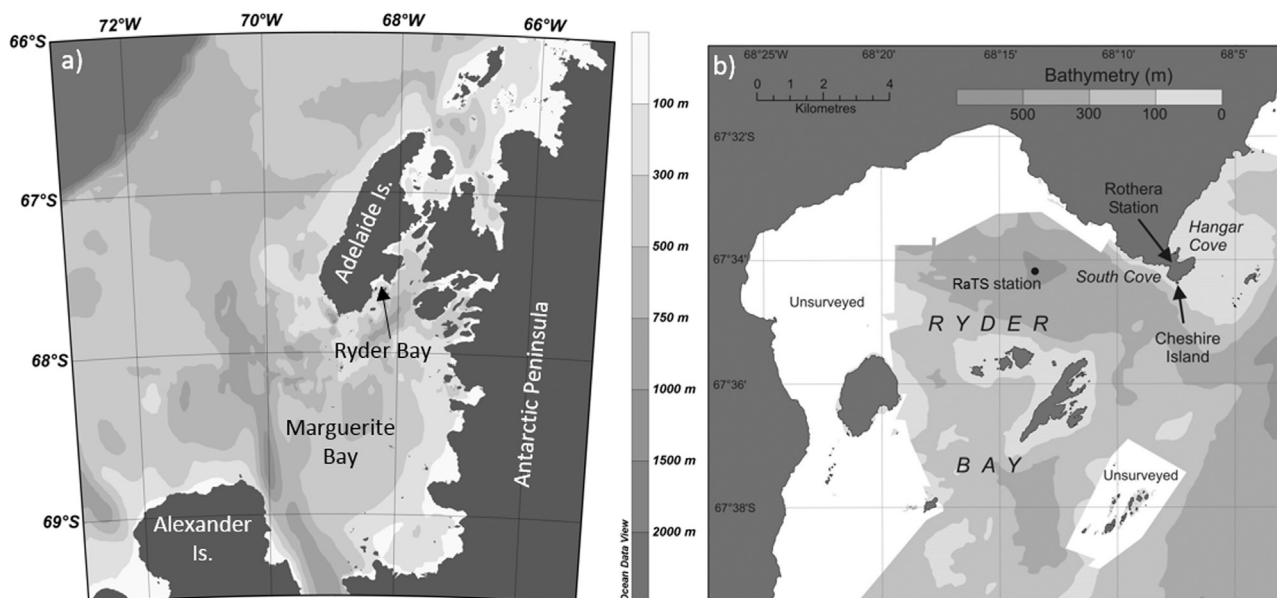 72°W
70°W
68°W
66°W
66°S
67°S
68°S
69°S
a)
Adelaide Is.
Ryder Bay
Marguerite
Bay
Alexander
Is.
Antarctic Peninsula
100 m
300 m
500 m
750 m
1000 m
1500 m
2000 m
Ocean Data View
b)
68°25'W
68°20'
68°15'
68°10'
68°5'
0 1 2 4
Kilometres
Bathymetry (m)
500 300 100 0
67°32'S
67°34'
67°36'
67°38'
Rothera
Station
Hangar
Cove
South Cove
RaTS station
Cheshire
Island
Unsurveyed
RYDER
BAY
Unsurveyed